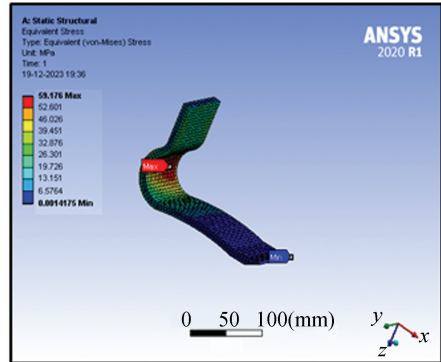 A: Static Structural
Equivalent Stress
Type: Equivalent (von-Mises) Stress
Unit: MPa
Time: 1
19-12-2023 19:36
ANSYS
2020 R1
59.176 Max
52.601
46.026
39.451
32.876
26.301
19.726
13.151
6.5764
0.0014175 Min
Max
Min
0 50 100(mm)
y
z
x